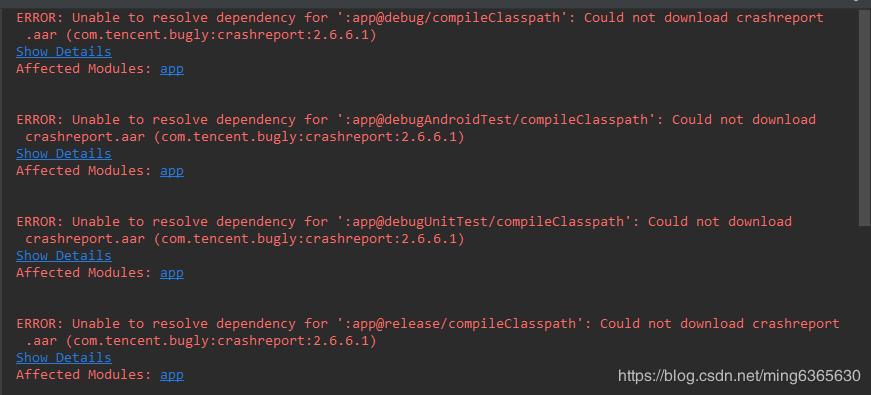 ERROR: Unable to resolve dependency for ':app@debug/compileClasspath': Could not download crashreport
.aar (com.tencent.bugly:crashreport:2.6.6.1)
Show Details
Affected Modules: app
ERROR: Unable to resolve dependency for ':app@debugAndroidTest/compileClasspath': Could not download
crashreport.aar (com.tencent.bugly:crashreport:2.6.6.1)
Show Details
Affected Modules: app
ERROR: Unable to resolve dependency for ':app@debugUnitTest/compileClasspath': Could not download
crashreport.aar (com.tencent.bugly:crashreport:2.6.6.1)
Show Details
Affected Modules: app
ERROR: Unable to resolve dependency for ':app@release/compileClasspath': Could not download crashreport
.aar (com.tencent.bugly:crashreport:2.6.6.1)
Show Details
Affected Modules: app
https://blog.csdn.net/ming6365630